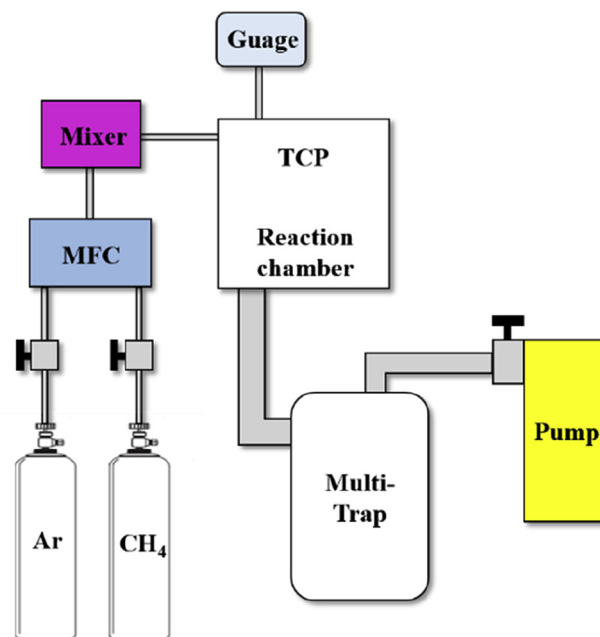 Guage
Mixer
TCP
Reaction
chamber
MFC
Pump
Multi-
Trap
Ar
CH₄